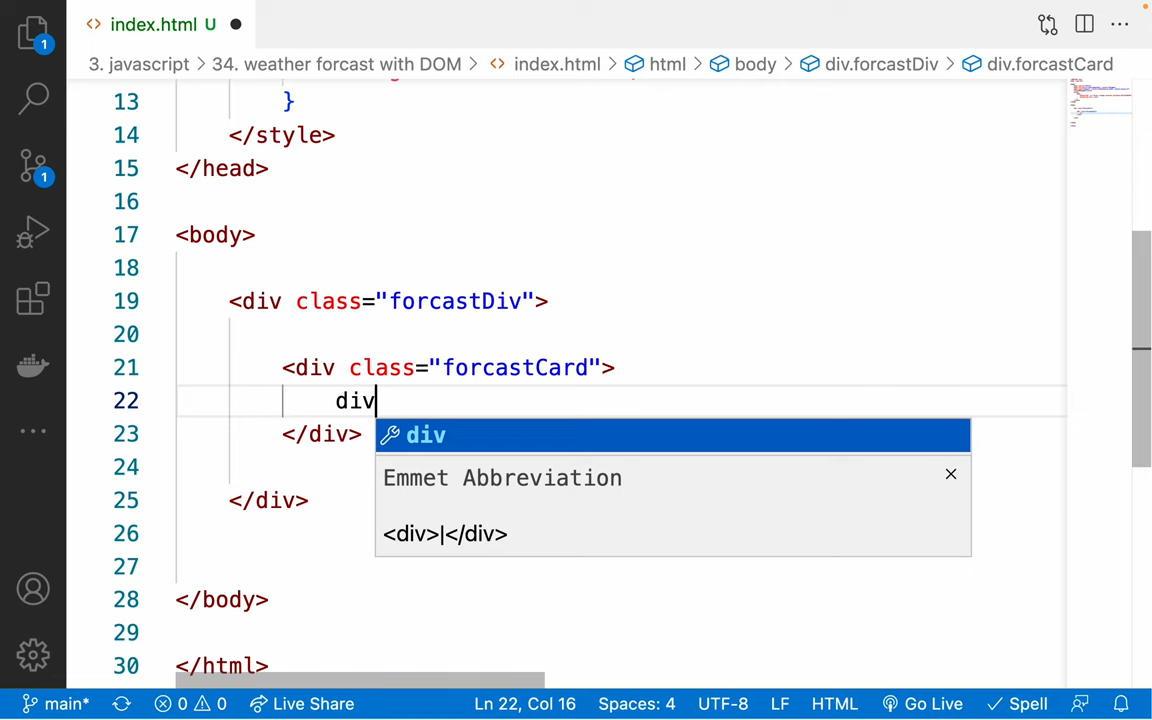 index.html U
3. javascript > 34. weather forcast with DOM > index.html > html > body > div.forcastDiv > div.forcastCard
13 }
14 </style>
15 </head>
16
17 <body>
18
19 <div class="forcastDiv">
20
21 <div class="forcastCard">
22 div
23 </div>
div
24
Emmet Abbreviation
25 </div>
26
<div>|</div>
27
28 </body>
29
30 </html>
1
1
main* 0 0 Live Share Ln 22, Col 16 Spaces: 4 UTF-8 LF HTML Go Live Spell